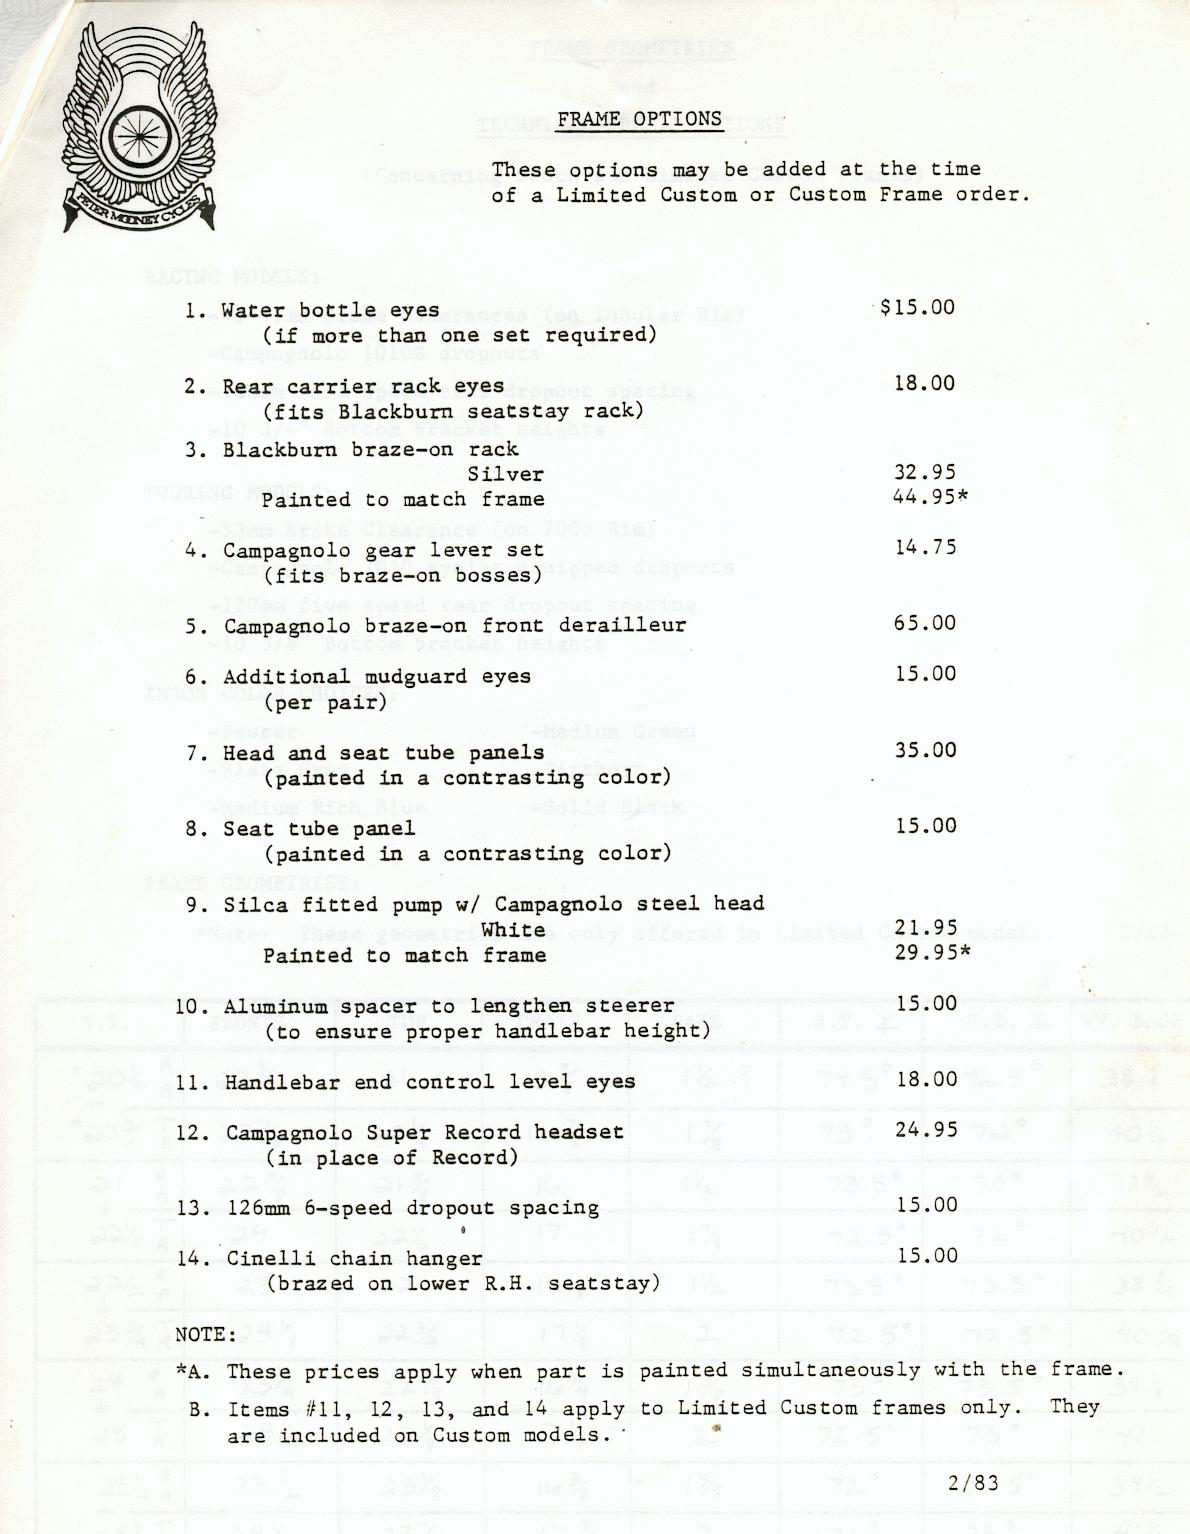 PETER MOONEY CYCLES
FRAME OPTIONS
These options may be added at the time
of a Limited Custom or Custom Frame order.
1. Water bottle eyes $15.00
(if more than one set required)
2. Rear carrier rack eyes 18.00
(fits Blackburn seatstay rack)
3. Blackburn braze-on rack
Silver 32.95
Painted to match frame 44.95*
4. Campagnolo gear lever set 14.75
(fits braze-on bosses)
5. Campagnolo braze-on front derailleur 65.00
6. Additional mudguard eyes 15.00
(per pair)
7. Head and seat tube panels 35.00
(painted in a contrasting color)
8. Seat tube panel 15.00
(painted in a contrasting color)
9. Silca fitted pump w/ Campagnolo steel head
White 21.95
Painted to match frame 29.95*
10. Aluminum spacer to lengthen steerer 15.00
(to ensure proper handlebar height)
11. Handlebar end control level eyes 18.00
12. Campagnolo Super Record headset 24.95
(in place of Record)
13. 126mm 6-speed dropout spacing 15.00
14. Cinelli chain hanger 15.00
(brazed on lower R.H. seatstay)
NOTE:
*A. These prices apply when part is painted simultaneously with the frame.
B. Items #11, 12, 13, and 14 apply to Limited Custom frames only. They
are included on Custom models.
2/83